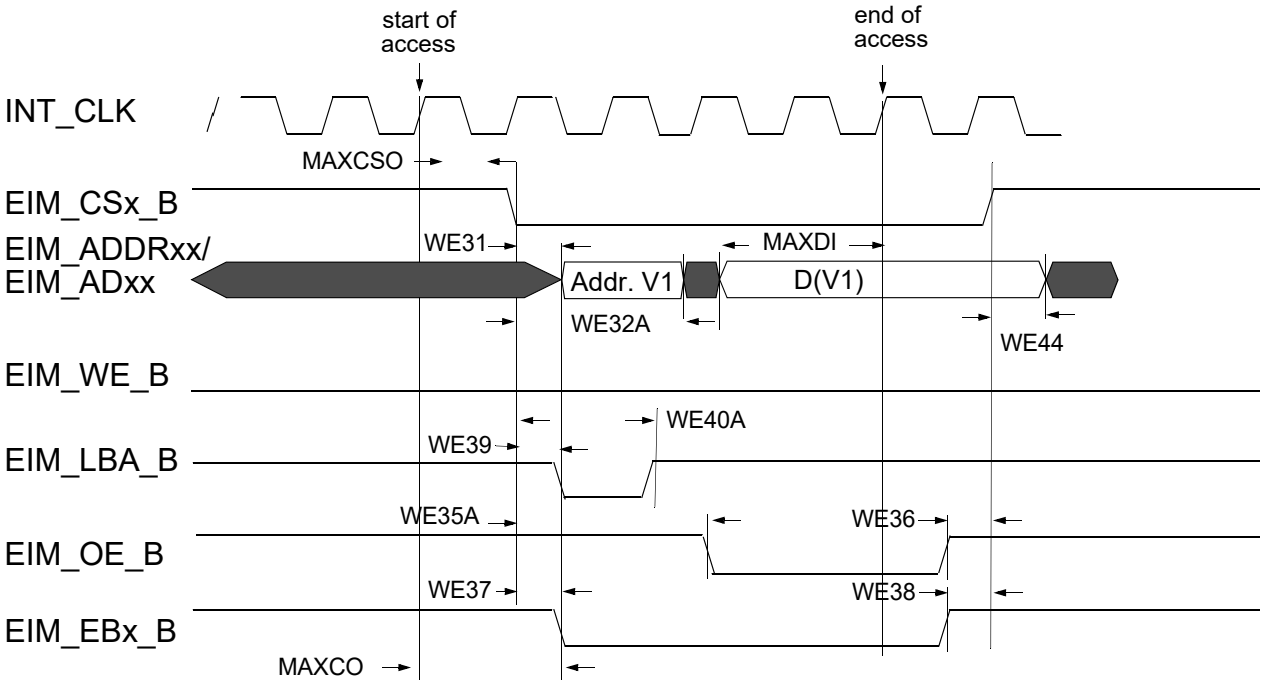 start of
access
end of
access
INT_CLK
MAXCSO
EIM_CSx_B
EIM_ADDRxx/
EIM_ADxx
WE31
MAXDI
Addr. V1
D(V1)
WE32A
WE44
EIM_WE_B
WE40A
WE39
EIM_LBA_B
WE35A
WE36
EIM_OE_B
WE37
WE38
EIM_EBx_B
MAXCO